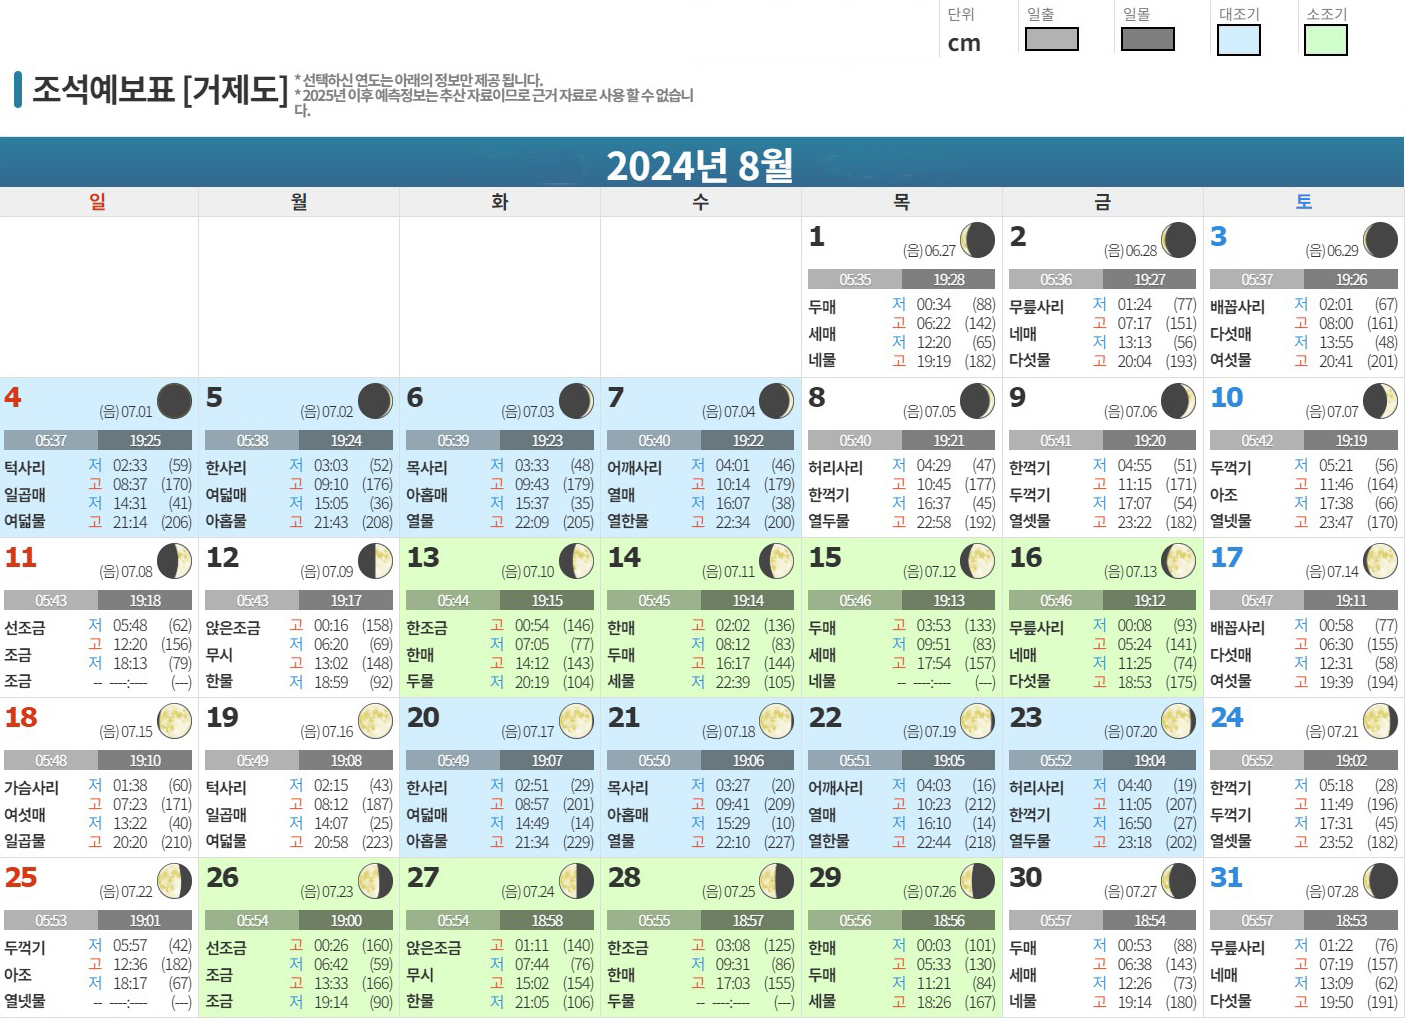 단위 일출 일몰 대조기 소조기
cm
조석예보표 [거제도]
* 선택하신 연도는 아래의 정보만 제공 됩니다.
* 2025년 이후 예측정보는 추산 자료이므로 근거 자료로 사용 할 수 없습니
다.
2024년 8월
일 월 화 수 목 금 토
1 (음) 06.27
05:35 19:28
두매
세매
네물
저 00:34 (88)
고 06:22 (142)
저 12:20 (65)
고 19:19 (182)
2 (음) 06.28
05:36 19:27
무릎사리
네매
다섯물
저 01:24 (77)
고 07:17 (151)
저 13:13 (56)
고 20:04 (193)
3 (음) 06.29
05:37 19:26
배꼽사리
다섯매
여섯물
저 02:01 (67)
고 08:00 (161)
저 13:55 (48)
고 20:41 (201)
4 (음) 07.01
05:37 19:25
턱사리
일곱매
여덟물
저 02:33 (59)
고 08:37 (170)
저 14:31 (41)
고 21:14 (206)
5 (음) 07.02
05:38 19:24
한사리
여덟매
아홉물
저 03:03 (52)
고 09:10 (176)
저 15:05 (36)
고 21:43 (208)
6 (음) 07.03
05:39 19:23
목사리
아홉매
열물
저 03:33 (48)
고 09:43 (179)
저 15:37 (35)
고 22:09 (205)
7 (음) 07.04
05:40 19:22
어깨사리
열매
열한물
저 04:01 (46)
고 10:14 (179)
저 16:07 (38)
고 22:34 (200)
8 (음) 07.05
05:40 19:21
허리사리
한꺽기
열두물
저 04:29 (47)
고 10:45 (177)
저 16:37 (45)
고 22:58 (192)
9 (음) 07.06
05:41 19:20
한꺽기
두꺽기
열셋물
저 04:55 (51)
고 11:15 (171)
저 17:07 (54)
고 23:22 (182)
10 (음) 07.07
05:42 19:19
두꺽기
아조
열넷물
저 05:21 (56)
고 11:46 (164)
저 17:38 (66)
고 23:47 (170)
11 (음) 07.08
05:43 19:18
선조금
조금
조금
저 05:48 (62)
고 12:20 (156)
저 18:13 (79)
-- ----:---- (---)
12 (음) 07.09
05:43 19:17
앉은조금
무시
한물
고 00:16 (158)
저 06:20 (69)
고 13:02 (148)
저 18:59 (92)
13 (음) 07.10
05:44 19:15
한조금
한매
두물
고 00:54 (146)
저 07:05 (77)
고 14:12 (143)
저 20:19 (104)
14 (음) 07.11
05:45 19:14
한매
두매
세물
고 02:02 (136)
저 08:12 (83)
고 16:17 (144)
저 22:39 (105)
15 (음) 07.12
05:46 19:13
두매
세매
네물
고 03:53 (133)
저 09:51 (83)
고 17:54 (157)
-- ----:---- (---)
16 (음) 07.13
05:46 19:12
무릎사리
네매
다섯물
저 00:08 (93)
고 05:24 (141)
저 11:25 (74)
고 18:53 (175)
17 (음) 07.14
05:47 19:11
배꼽사리
다섯매
여섯물
저 00:58 (77)
고 06:30 (155)
저 12:31 (58)
고 19:39 (194)
18 (음) 07.15
05:48 19:10
가슴사리
여섯매
일곱물
저 01:38 (60)
고 07:23 (171)
저 13:22 (40)
고 20:20 (210)
19 (음) 07.16
05:49 19:08
턱사리
일곱매
여덟물
저 02:15 (43)
고 08:12 (187)
저 14:07 (25)
고 20:58 (223)
20 (음) 07.17
05:49 19:07
한사리
여덟매
아홉물
저 02:51 (29)
고 08:57 (201)
저 14:49 (14)
고 21:34 (229)
21 (음) 07.18
05:50 19:06
목사리
아홉매
열물
저 03:27 (20)
고 09:41 (209)
저 15:29 (10)
고 22:10 (227)
22 (음) 07.19
05:51 19:05
어깨사리
열매
열한물
저 04:03 (16)
고 10:23 (212)
저 16:10 (14)
고 22:44 (218)
23 (음) 07.20
05:52 19:04
허리사리
한꺽기
열두물
저 04:40 (19)
고 11:05 (207)
저 16:50 (27)
고 23:18 (202)
24 (음) 07.21
05:52 19:02
한꺽기
두꺽기
열셋물
저 05:18 (28)
고 11:49 (196)
저 17:31 (45)
고 23:52 (182)
25 (음) 07.22
05:53 19:01
두꺽기
아조
열넷물
저 05:57 (42)
고 12:36 (182)
저 18:17 (67)
-- ----:---- (---)
26 (음) 07.23
05:54 19:00
선조금
조금
조금
고 00:26 (160)
저 06:42 (59)
고 13:33 (166)
저 19:14 (90)
27 (음) 07.24
05:54 18:58
앉은조금
무시
한물
고 01:11 (140)
저 07:44 (76)
고 15:02 (154)
저 21:05 (106)
28 (음) 07.25
05:55 18:57
한조금
한매
두물
고 03:08 (125)
저 09:31 (86)
고 17:03 (155)
-- ----:---- (---)
29 (음) 07.26
05:56 18:56
한매
두매
세물
저 00:03 (101)
고 05:33 (130)
저 11:21 (84)
고 18:26 (167)
30 (음) 07.27
05:57 18:54
두매
세매
네물
저 00:53 (88)
고 06:38 (143)
저 12:26 (73)
고 19:14 (180)
31 (음) 07.28
05:57 18:53
무릎사리
네매
다섯물
저 01:22 (76)
고 07:19 (157)
저 13:09 (62)
고 19:50 (191)